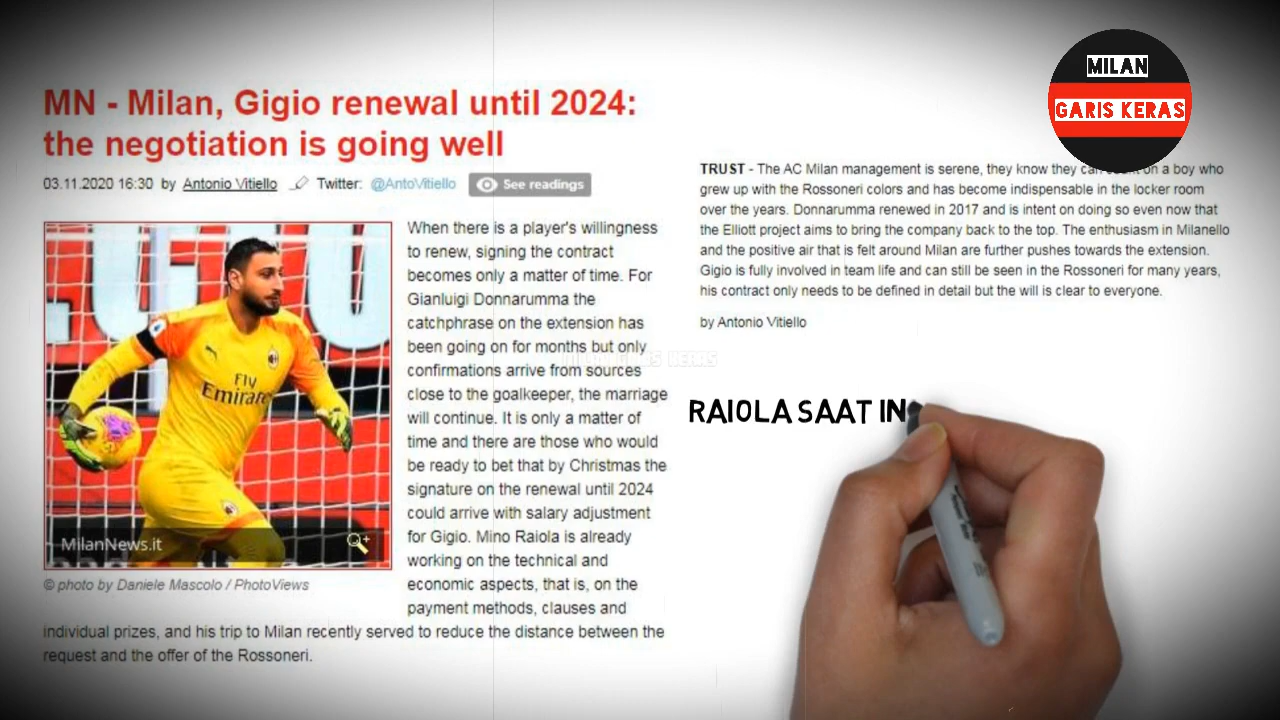 MILAN
GARIS KERAS
MN - Milan, Gigio renewal until 2024:
the negotiation is going well
03.11.2020 16:30 by Antonio Vitiello Twitter: @AntoVitiello See readings
When there is a player's willingness
to renew, signing the contract
becomes only a matter of time. For
Gianluigi Donnarumma the
catchphrase on the extension has
been going on for months but only
confirmations arrive from sources
close to the goalkeeper, the marriage
will continue. It is only a matter of
time and there are those who would
be ready to bet that by Christmas the
signature on the renewal until 2024
could arrive with salary adjustment
for Gigio. Mino Raiola is already
working on the technical and
economic aspects, that is, on the
payment methods, clauses and
individual prizes, and his trip to Milan recently served to reduce the distance between the
request and the offer of the Rossoneri.
Fly
Emirates
MilanNews.it
© photo by Daniele Mascolo / PhotoViews
TRUST - The AC Milan management is serene, they know they can on a boy who
grew up with the Rossoneri colors and has become indispensable in the locker room
over the years. Donnarumma renewed in 2017 and is intent on doing so even now that
the Elliott project aims to bring the company back to the top. The enthusiasm in Milanello
and the positive air that is felt around Milan are further pushes towards the extension.
Gigio is fully involved in team life and can still be seen in the Rossoneri for many years,
his contract only needs to be defined in detail but the will is clear to everyone.
by Antonio Vitiello
GARIS KERAS
RAIOLA SAAT IN